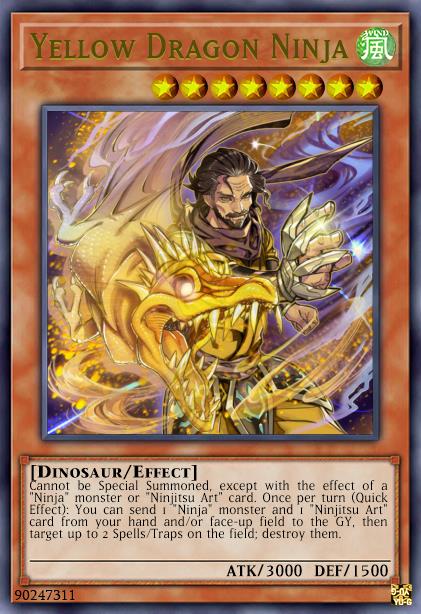 Yellow Dragon Ninja
WIND
風
[Dinosaur/Effect]
Cannot be Special Summoned, except with the effect of a
"Ninja" monster or "Ninjitsu Art" card. Once per turn (Quick
Effect): You can send 1 "Ninja" monster and 1 "Ninjitsu Art"
card from your hand and/or face-up field to the GY, then
target up to 2 Spells/Traps on the field; destroy them.
ATK/3000 DEF/1500
90247311